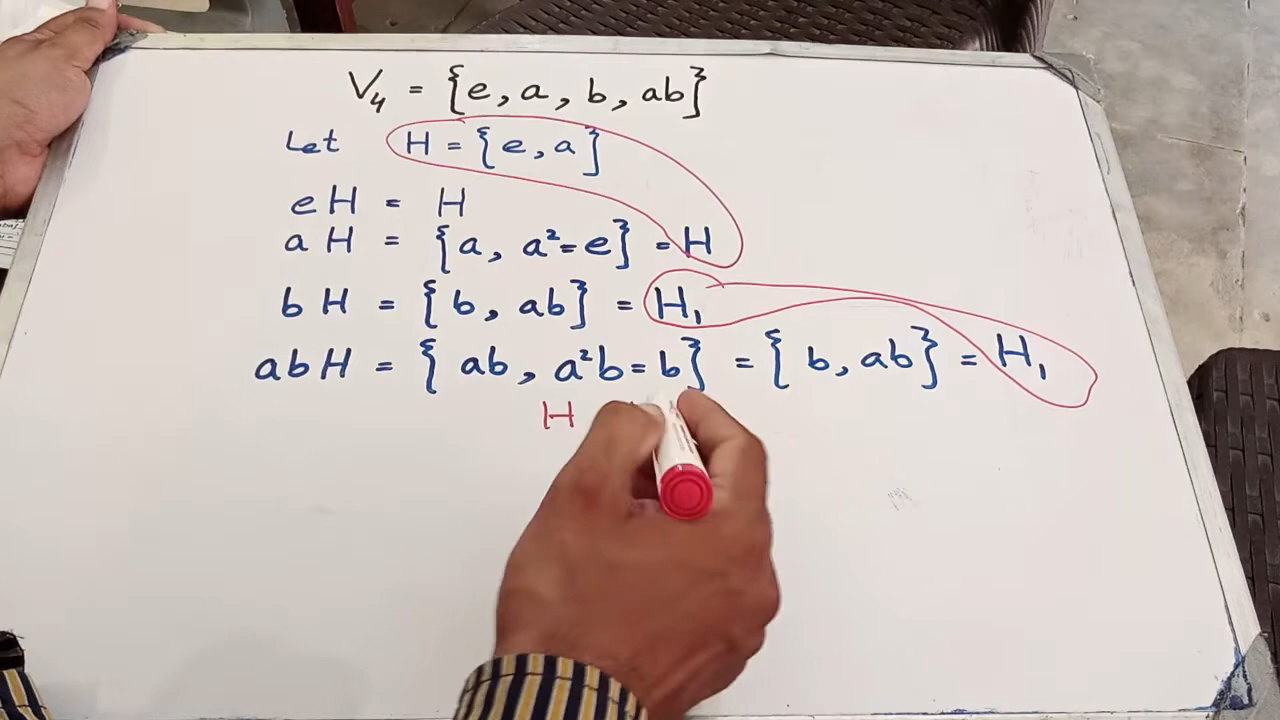 V₄ = {e, a, b, ab}
Let H = {e, a}
eH = H
aH = {a, a² = e} = H
bH = {b, ab} = H₁
abH = {ab, a²b = b} = {b, ab} = H₁
H